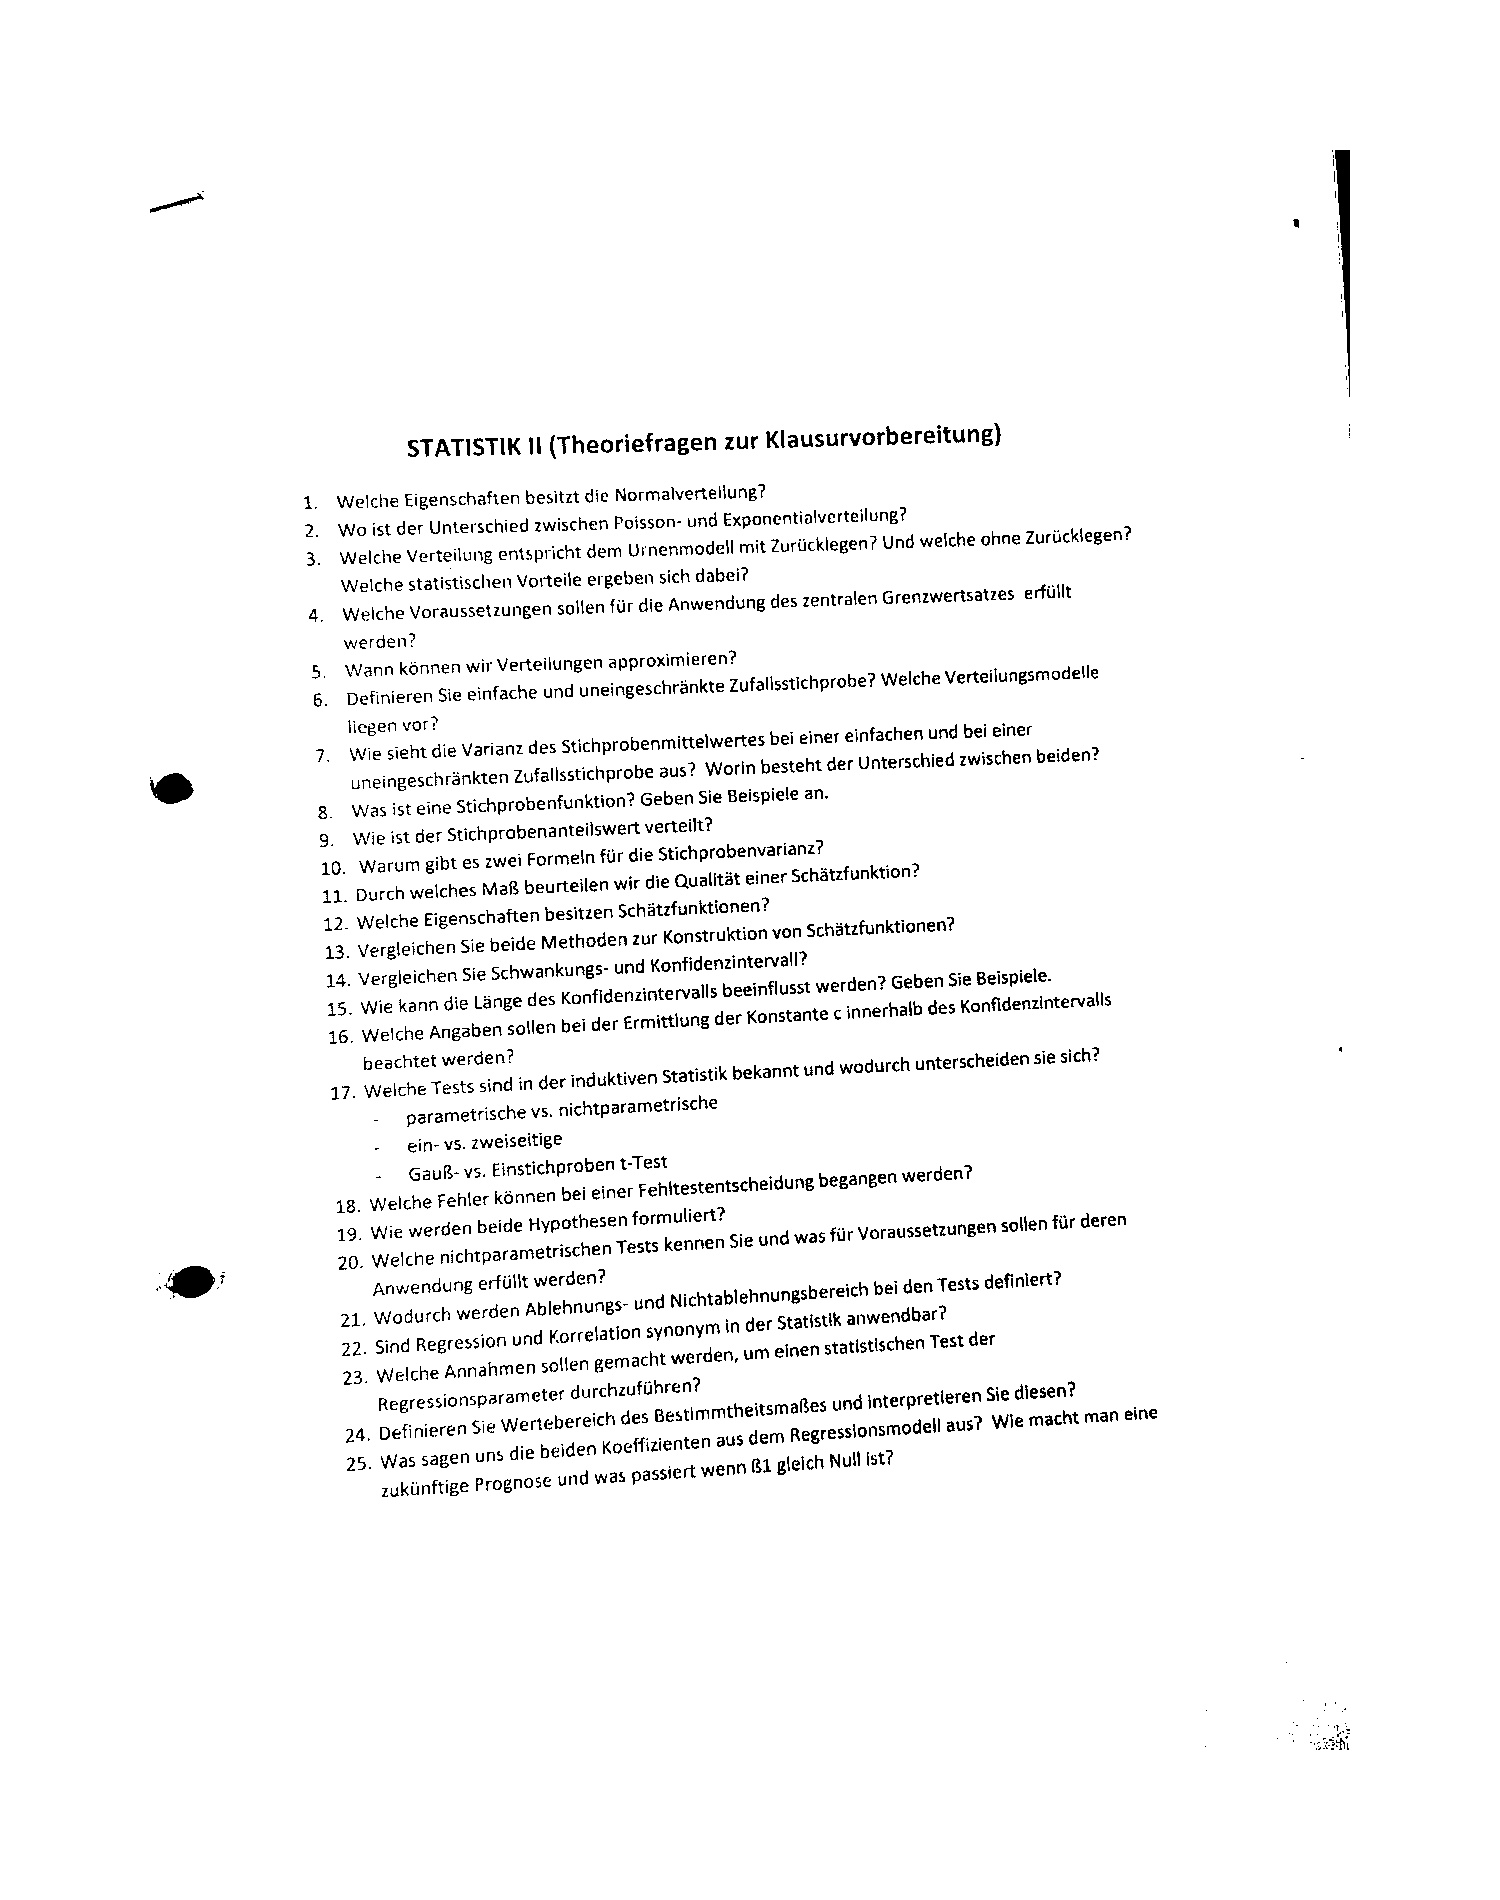 STATISTIK II (Theoriefragen zur Klausurvorbereitung)
1. Welche Eigenschaften besitzt die Normalverteilung?
2. Wo ist der Unterschied zwischen Poisson- und Exponentialverteilung?
3. Welche Verteilung entspricht dem Urnenmodell mit Zurücklegen? Und welche ohne Zurücklegen?
Welche statistischen Vorteile ergeben sich dabei?
4. Welche Voraussetzungen sollen für die Anwendung des zentralen Grenzwertsatzes erfüllt
werden?
5. Wann können wir Verteilungen approximieren?
6. Definieren Sie einfache und uneingeschränkte Zufallsstichprobe? Welche Verteilungsmodelle
liegen vor?
7. Wie sieht die Varianz des Stichprobenmittelwertes bei einer einfachen und bei einer
uneingeschränkten Zufallsstichprobe aus? Worin besteht der Unterschied zwischen beiden?
8. Was ist eine Stichprobenfunktion? Geben Sie Beispiele an.
9. Wie ist der Stichprobenanteilswert verteilt?
10. Warum gibt es zwei Formeln für die Stichprobenvarianz?
11. Durch welches Maß beurteilen wir die Qualität einer Schätzfunktion?
12. Welche Eigenschaften besitzen Schätzfunktionen?
13. Vergleichen Sie beide Methoden zur Konstruktion von Schätzfunktionen?
14. Vergleichen Sie Schwankungs- und Konfidenzintervall?
15. Wie kann die Länge des Konfidenzintervalls beeinflusst werden? Geben Sie Beispiele.
16. Welche Angaben sollen bei der Ermittlung der Konstante c innerhalb des Konfidenzintervalls
beachtet werden?
17. Welche Tests sind in der induktiven Statistik bekannt und wodurch unterscheiden sie sich?
- parametrische vs. nichtparametrische
- ein- vs. zweiseitige
- Gauß- vs. Einstichproben t-Test
18. Welche Fehler können bei einer Fehltestentscheidung begangen werden?
19. Wie werden beide Hypothesen formuliert?
20. Welche nichtparametrischen Tests kennen Sie und was für Voraussetzungen sollen für deren
Anwendung erfüllt werden?
21. Wodurch werden Ablehnungs- und Nichtablehnungsbereich bei den Tests definiert?
22. Sind Regression und Korrelation synonym in der Statistik anwendbar?
23. Welche Annahmen sollen gemacht werden, um einen statistischen Test der
Regressionsparameter durchzuführen?
24. Definieren Sie Wertebereich des Bestimmtheitsmaßes und interpretieren Sie diesen?
25. Was sagen uns die beiden Koeffizienten aus dem Regressionsmodell aus? Wie macht man eine
zukünftige Prognose und was passiert wenn ß1 gleich Null ist?